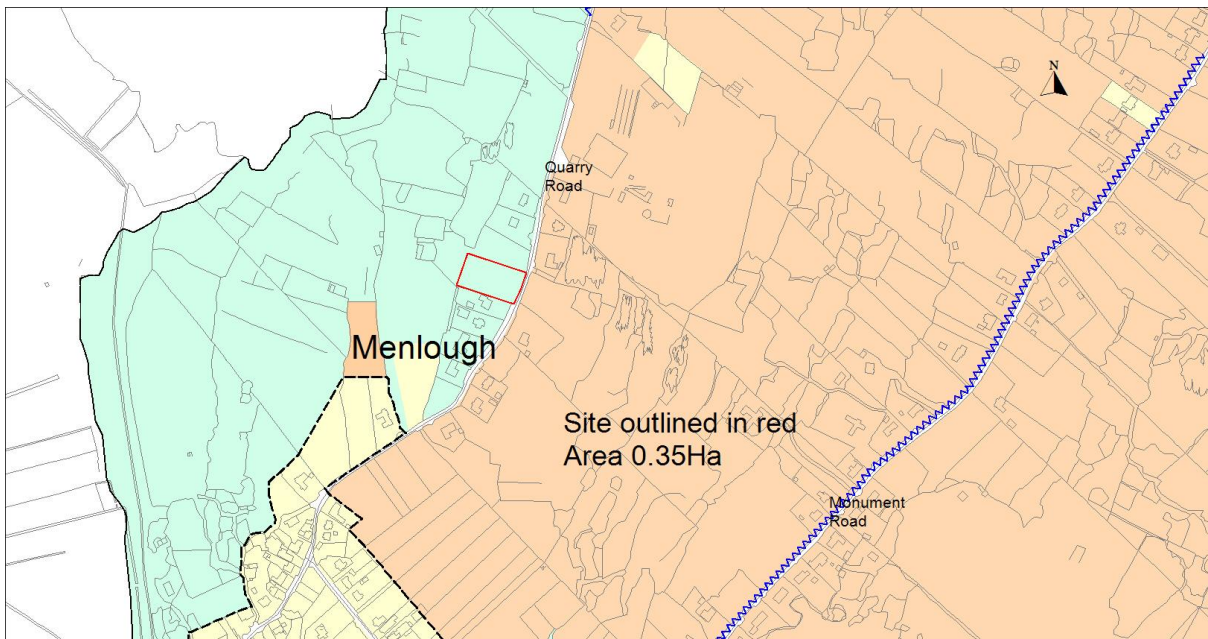 N
Quarry
Road
Menlough
Site outlined in red
Area 0.35Ha
Monument
Road